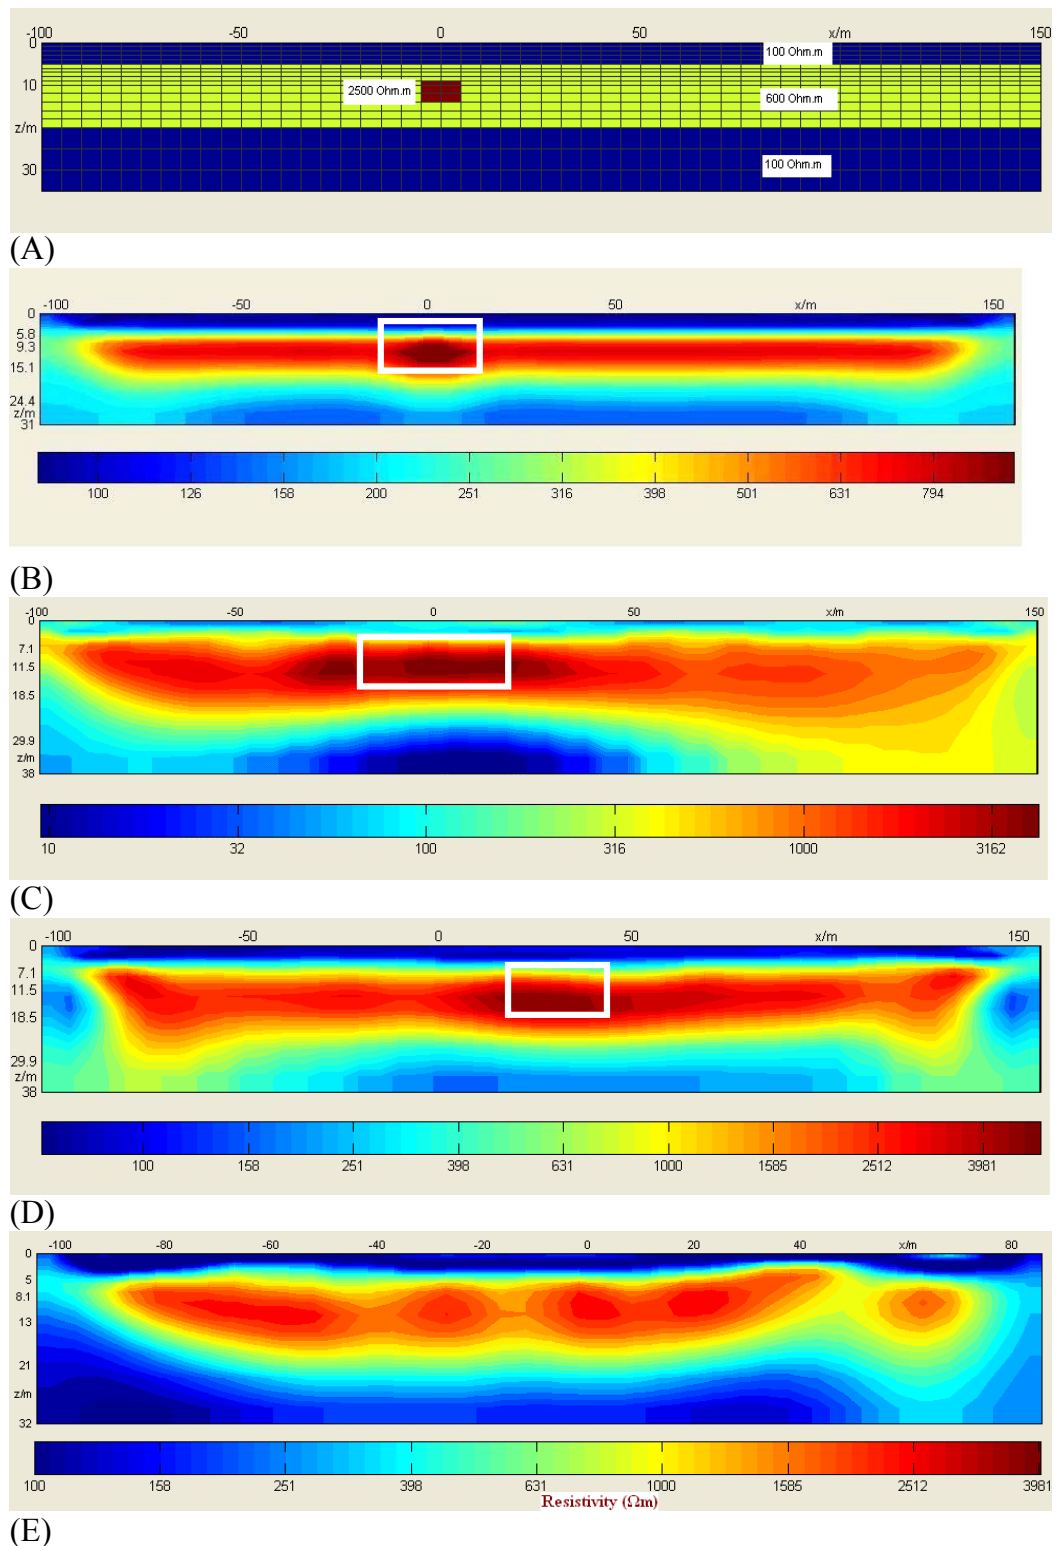 -100 -50 0 50 x/m 150
0
100 Ohm.m
10
2500 Ohm.m
600 Ohm.m
z/m
30
100 Ohm.m
(A)
-100 -50 0 50 x/m 150
0
5.8
9.3
15.1
24.4
z/m
31
100 126 158 200 251 316 398 501 631 794
(B)
-100 -50 0 50 x/m 150
0
7.1
11.5
18.5
29.9
z/m
38
10 32 100 316 1000 3162
(C)
-100 -50 0 50 x/m 150
0
7.1
11.5
18.5
29.9
z/m
38
100 158 251 398 631 1000 1585 2512 3981
(D)
-100 -80 -60 -40 -20 0 20 40 x/m 80
0
5
8.1
13
21
z/m
32
100 158 251 398 631 1000 1585 2512 3981
Resistivity (Ωm)
(E)